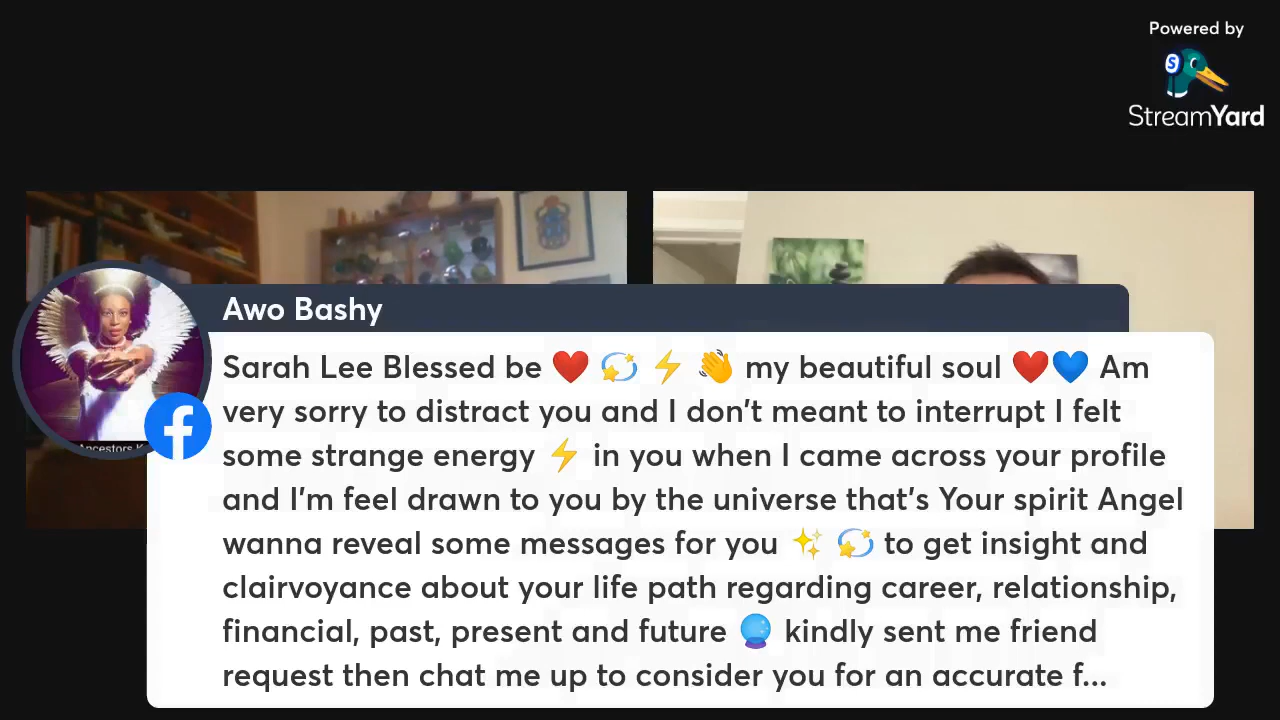 Powered by
S
StreamYard
Awo Bashy
Sarah Lee Blessed be ❤️ 💫 ⚡ 👋 my beautiful soul ❤️💙 Am
very sorry to distract you and I don't meant to interrupt I felt
some strange energy ⚡ in you when I came across your profile
and I'm feel drawn to you by the universe that's Your spirit Angel
wanna reveal some messages for you ✨ 💫 to get insight and
clairvoyance about your life path regarding career, relationship,
financial, past, present and future 🔮 kindly sent me friend
request then chat me up to consider you for an accurate f...
Ancestors